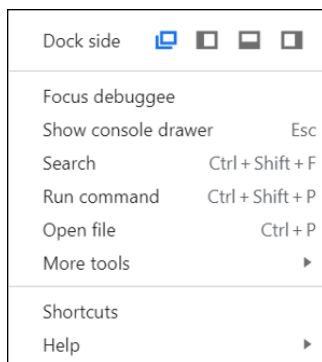 Dock side
Focus debuggee
Show console drawer Esc
Search Ctrl + Shift + F
Run command Ctrl + Shift + P
Open file Ctrl + P
More tools
Shortcuts
Help